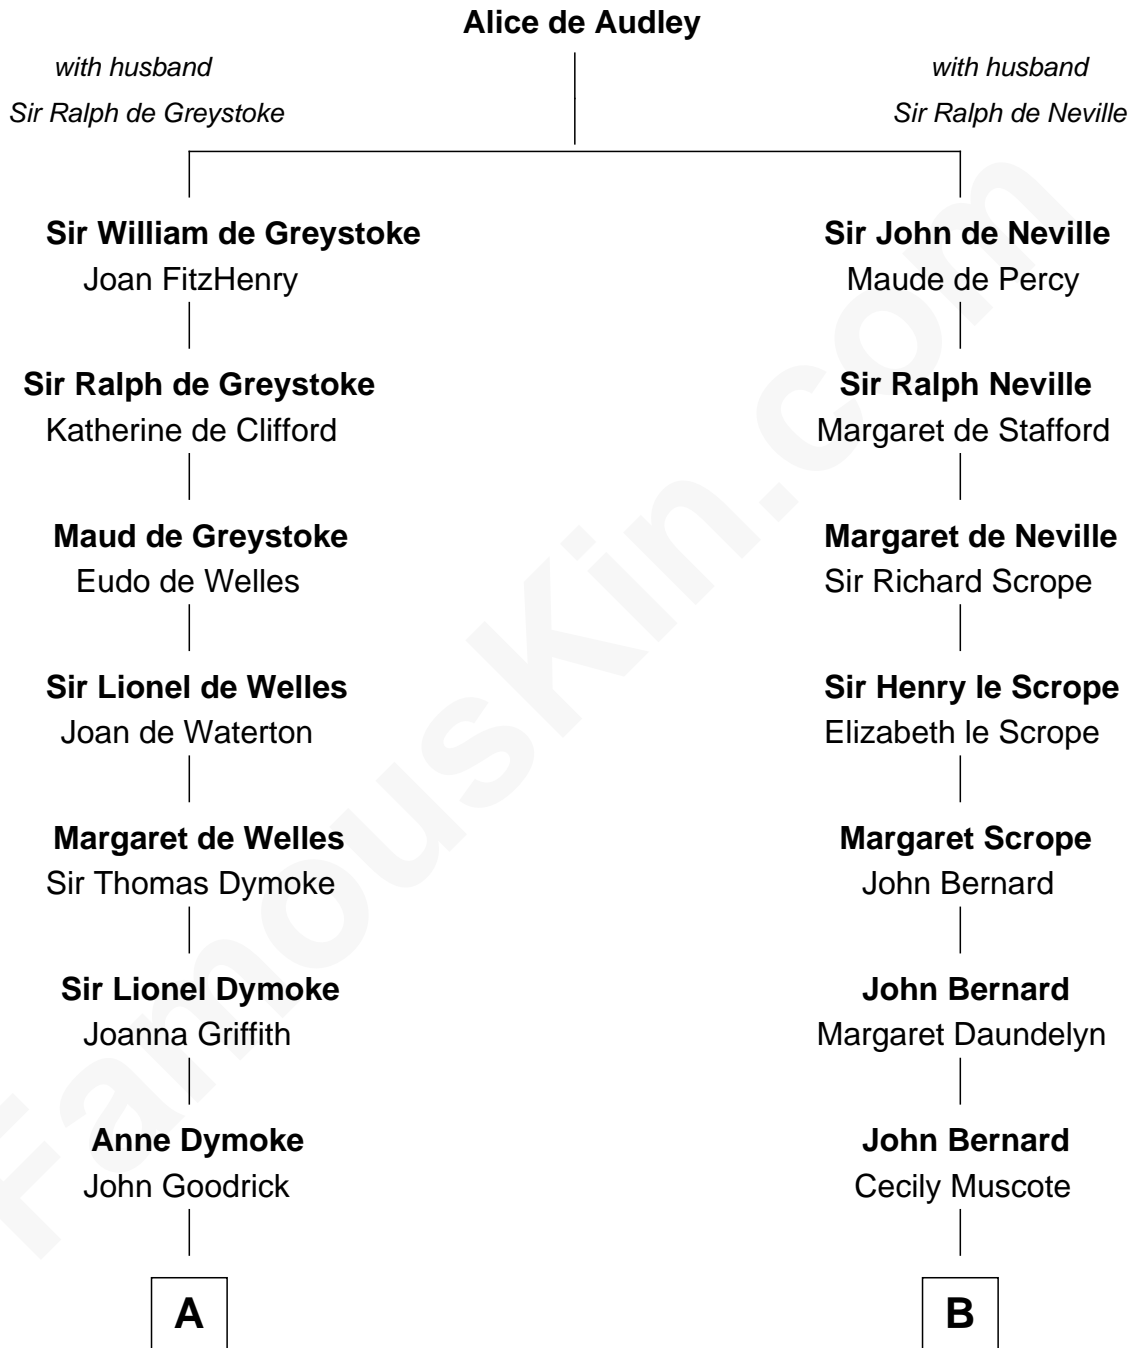 Alice de Audley
with husband
Sir Ralph de Greystoke
with husband
Sir Ralph de Neville
Sir William de Greystoke
Joan FitzHenry
Sir Ralph de Greystoke
Katherine de Clifford
Maud de Greystoke
Eudo de Welles
Sir Lionel de Welles
Joan de Waterton
Margaret de Welles
Sir Thomas Dymoke
Sir Lionel Dymoke
Joanna Griffith
Anne Dymoke
John Goodrick
A
Sir John de Neville
Maude de Percy
Sir Ralph Neville
Margaret de Stafford
Margaret de Neville
Sir Richard Scrope
Sir Henry le Scrope
Elizabeth le Scrope
Margaret Scrope
John Bernard
John Bernard
Margaret Daundelyn
John Bernard
Cecily Muscote
B
FamousKin.com